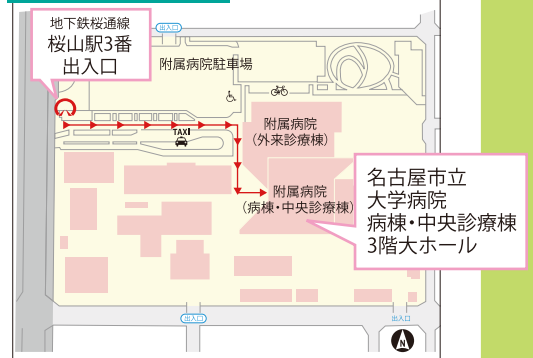 地下鉄桜通線
桜山駅3番
出入口
出入口
附属病院駐車場
TAXI
附属病院
(外来診療棟)
附属病院
(病棟・中央診療棟)
名古屋市立
大学病院
病棟・中央診療棟
3階大ホール
出入口
出入口
N